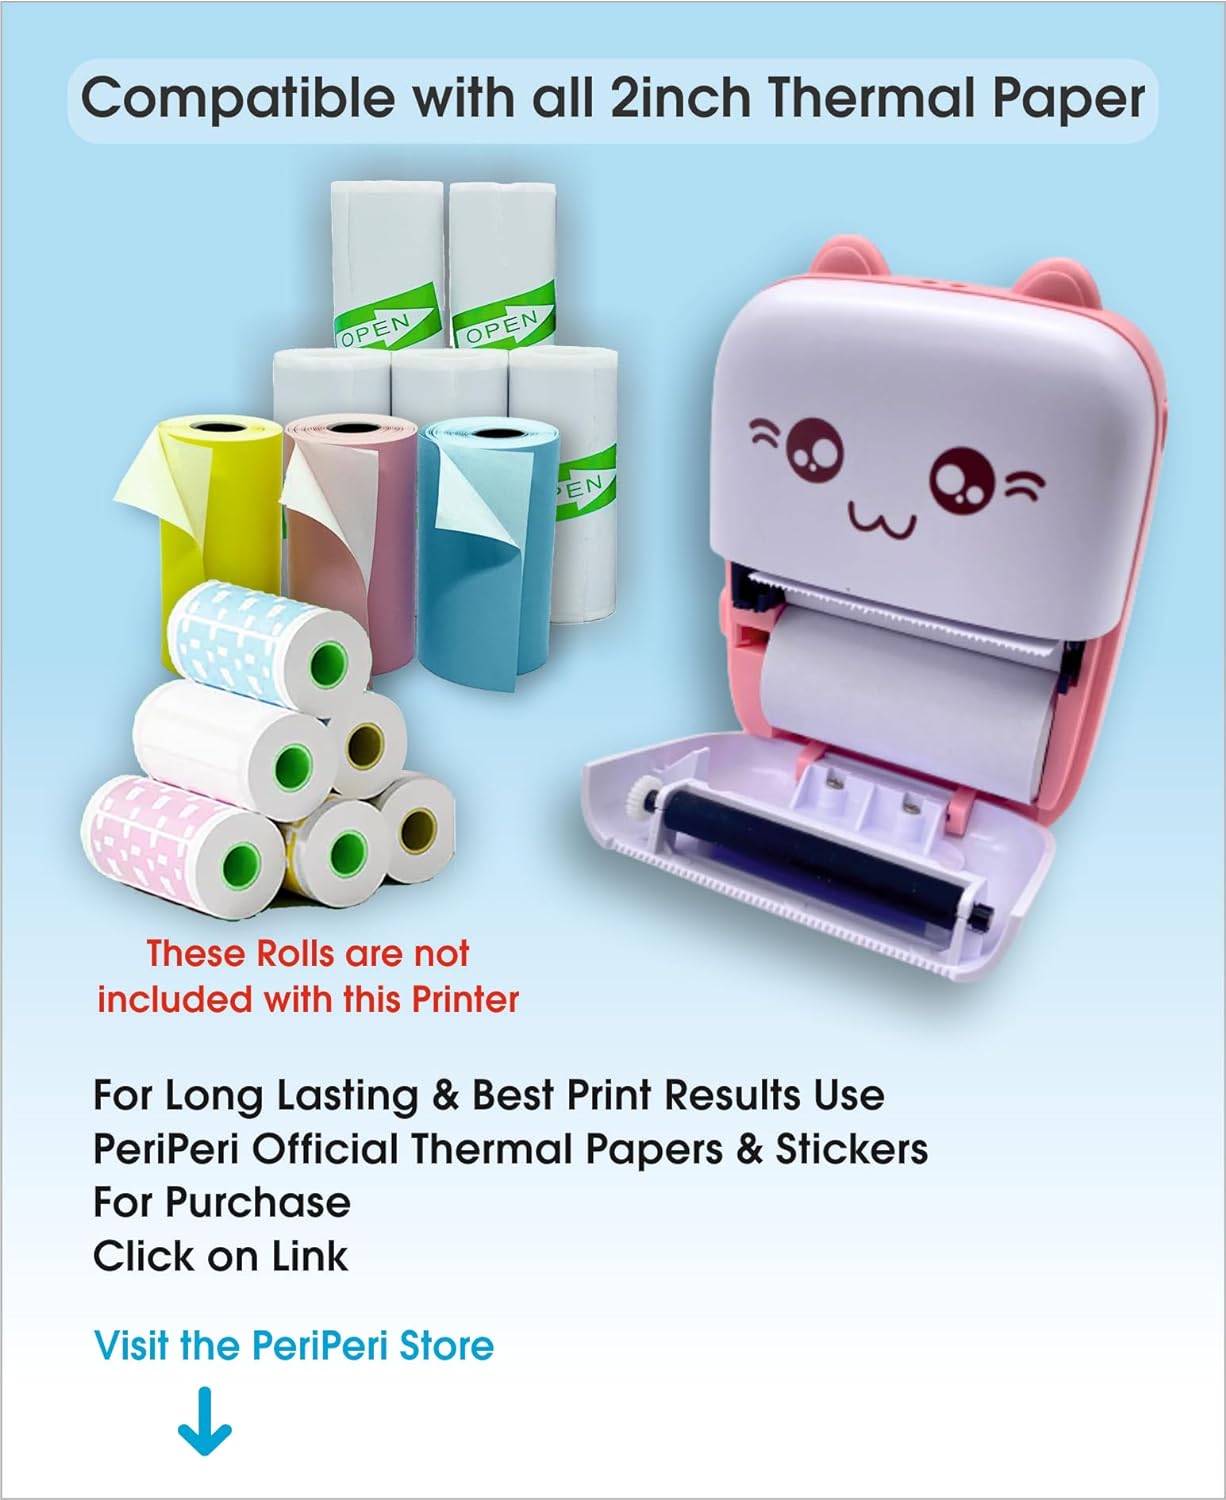 Compatible with all 2inch Thermal Paper
OPEN
OPEN
PEN
These Rolls are not
included with this Printer
For Long Lasting & Best Print Results Use
PeriPeri Official Thermal Papers & Stickers
For Purchase
Click on Link
Visit the PeriPeri Store